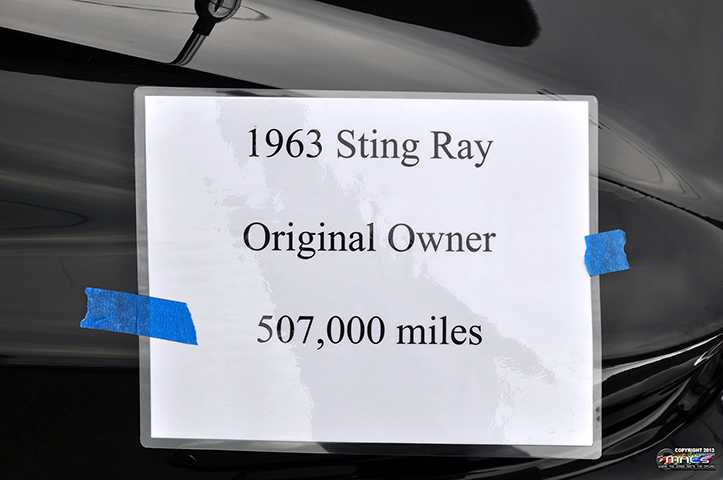 1963 Sting Ray
Original Owner
507,000 miles
COPYRIGHT 2013